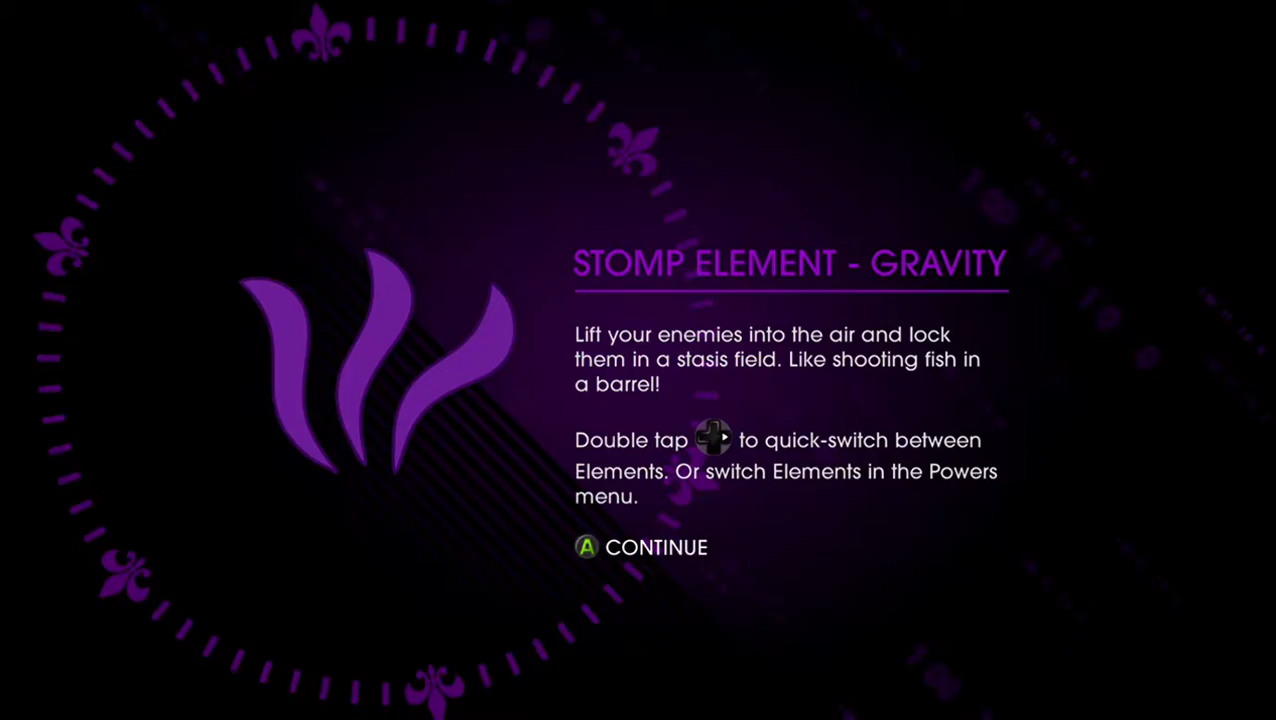 STOMP ELEMENT - GRAVITY
Lift your enemies into the air and lock
them in a stasis field. Like shooting fish in
a barrel!
Double tap to quick-switch between
Elements. Or switch Elements in the Powers
menu.
A CONTINUE